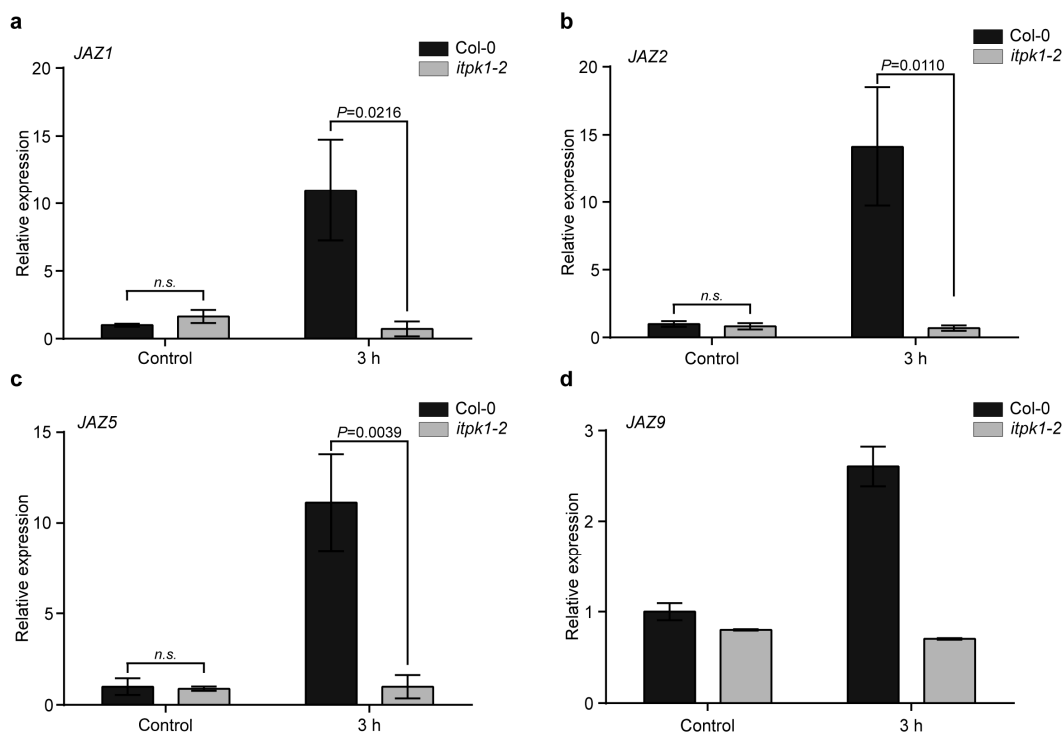 a
JAZ1
Col-0
itpk1-2
20
15
10
5
0
Relative expression
n.s.
P=0.0216
Control
3 h
b
JAZ2
Col-0
itpk1-2
20
15
10
5
0
Relative expression
n.s.
P=0.0110
Control
3 h
c
JAZ5
Col-0
itpk1-2
15
10
5
0
Relative expression
n.s.
P=0.0039
Control
3 h
d
JAZ9
Col-0
itpk1-2
3
2
1
0
Relative expression
Control
3 h